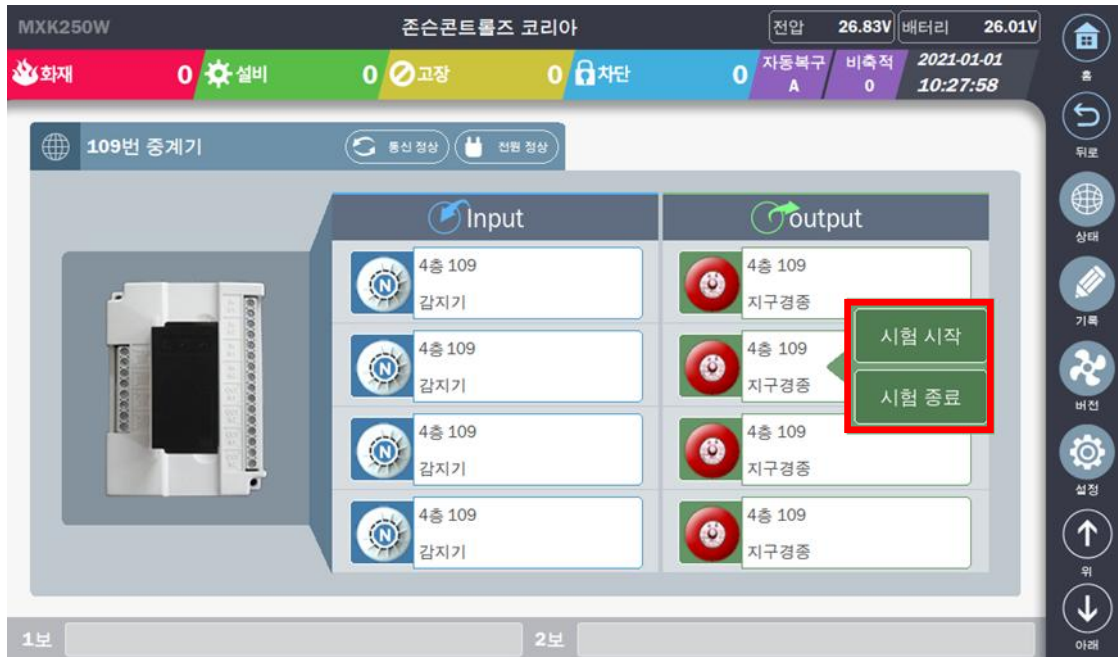 MXK250W
존슨콘트롤즈 코리아
전압 26.83V 배터리 26.01V
화재 0 설비 0 고장 0 차단 0
자동복구 A
비축적 0
2021-01-01
10:27:58
홈
뒤로
상태
기록
버전
설정
위
아래
109번 중계기
통신 정상
전원 정상
Input
output
N
4층 109
감지기
4층 109
지구경종
N
4층 109
감지기
4층 109
지구경종
시험 시작
시험 종료
N
4층 109
감지기
4층 109
지구경종
N
4층 109
감지기
4층 109
지구경종
1보
2보